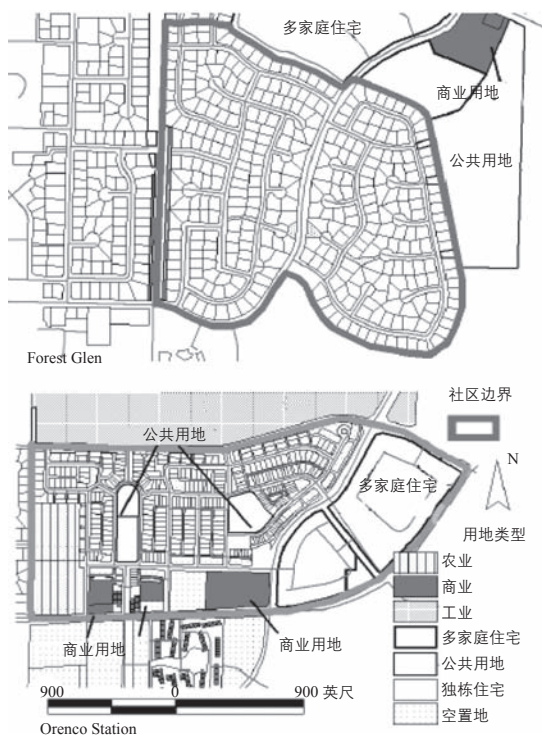 多家庭住宅
商业用地
公共用地
Forest Glen
社区边界
公共用地
N
多家庭住宅
用地类型
农业
商业
工业
多家庭住宅
公共用地
独栋住宅
空置地
商业用地
商业用地
900 0 900 英尺
Orenco Station